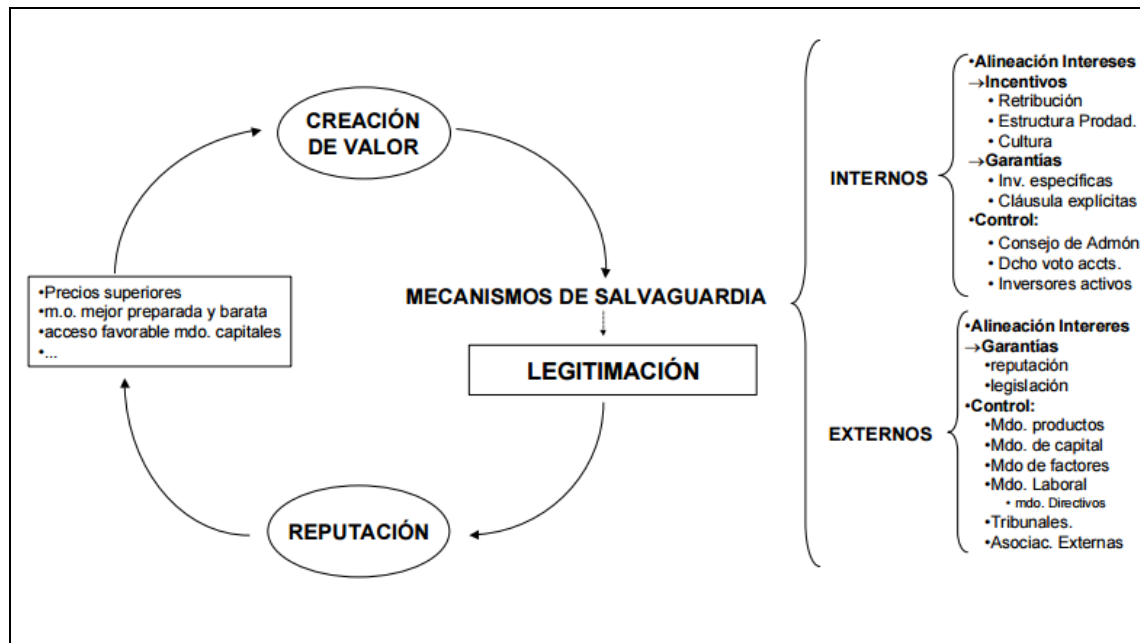 CREACIÓN
DE VALOR
•Precios superiores
•m.o. mejor preparada y barata
•acceso favorable mdo. capitales
•...
MECANISMOS DE SALVAGUARDIA
LEGITIMACIÓN
REPUTACIÓN
INTERNOS
•Alineación Intereses
→Incentivos
• Retribución
• Estructura Prodad.
• Cultura
→Garantías
• Inv. específicas
• Cláusula explícitas
•Control:
• Consejo de Admón
• Dcho voto accts.
• Inversores activos
EXTERNOS
•Alineación Intereres
→Garantías
•reputación
•legislación
•Control:
•Mdo. productos
•Mdo. de capital
•Mdo de factores
•Mdo. Laboral
• mdo. Directivos
•Tribunales.
•Asociac. Externas